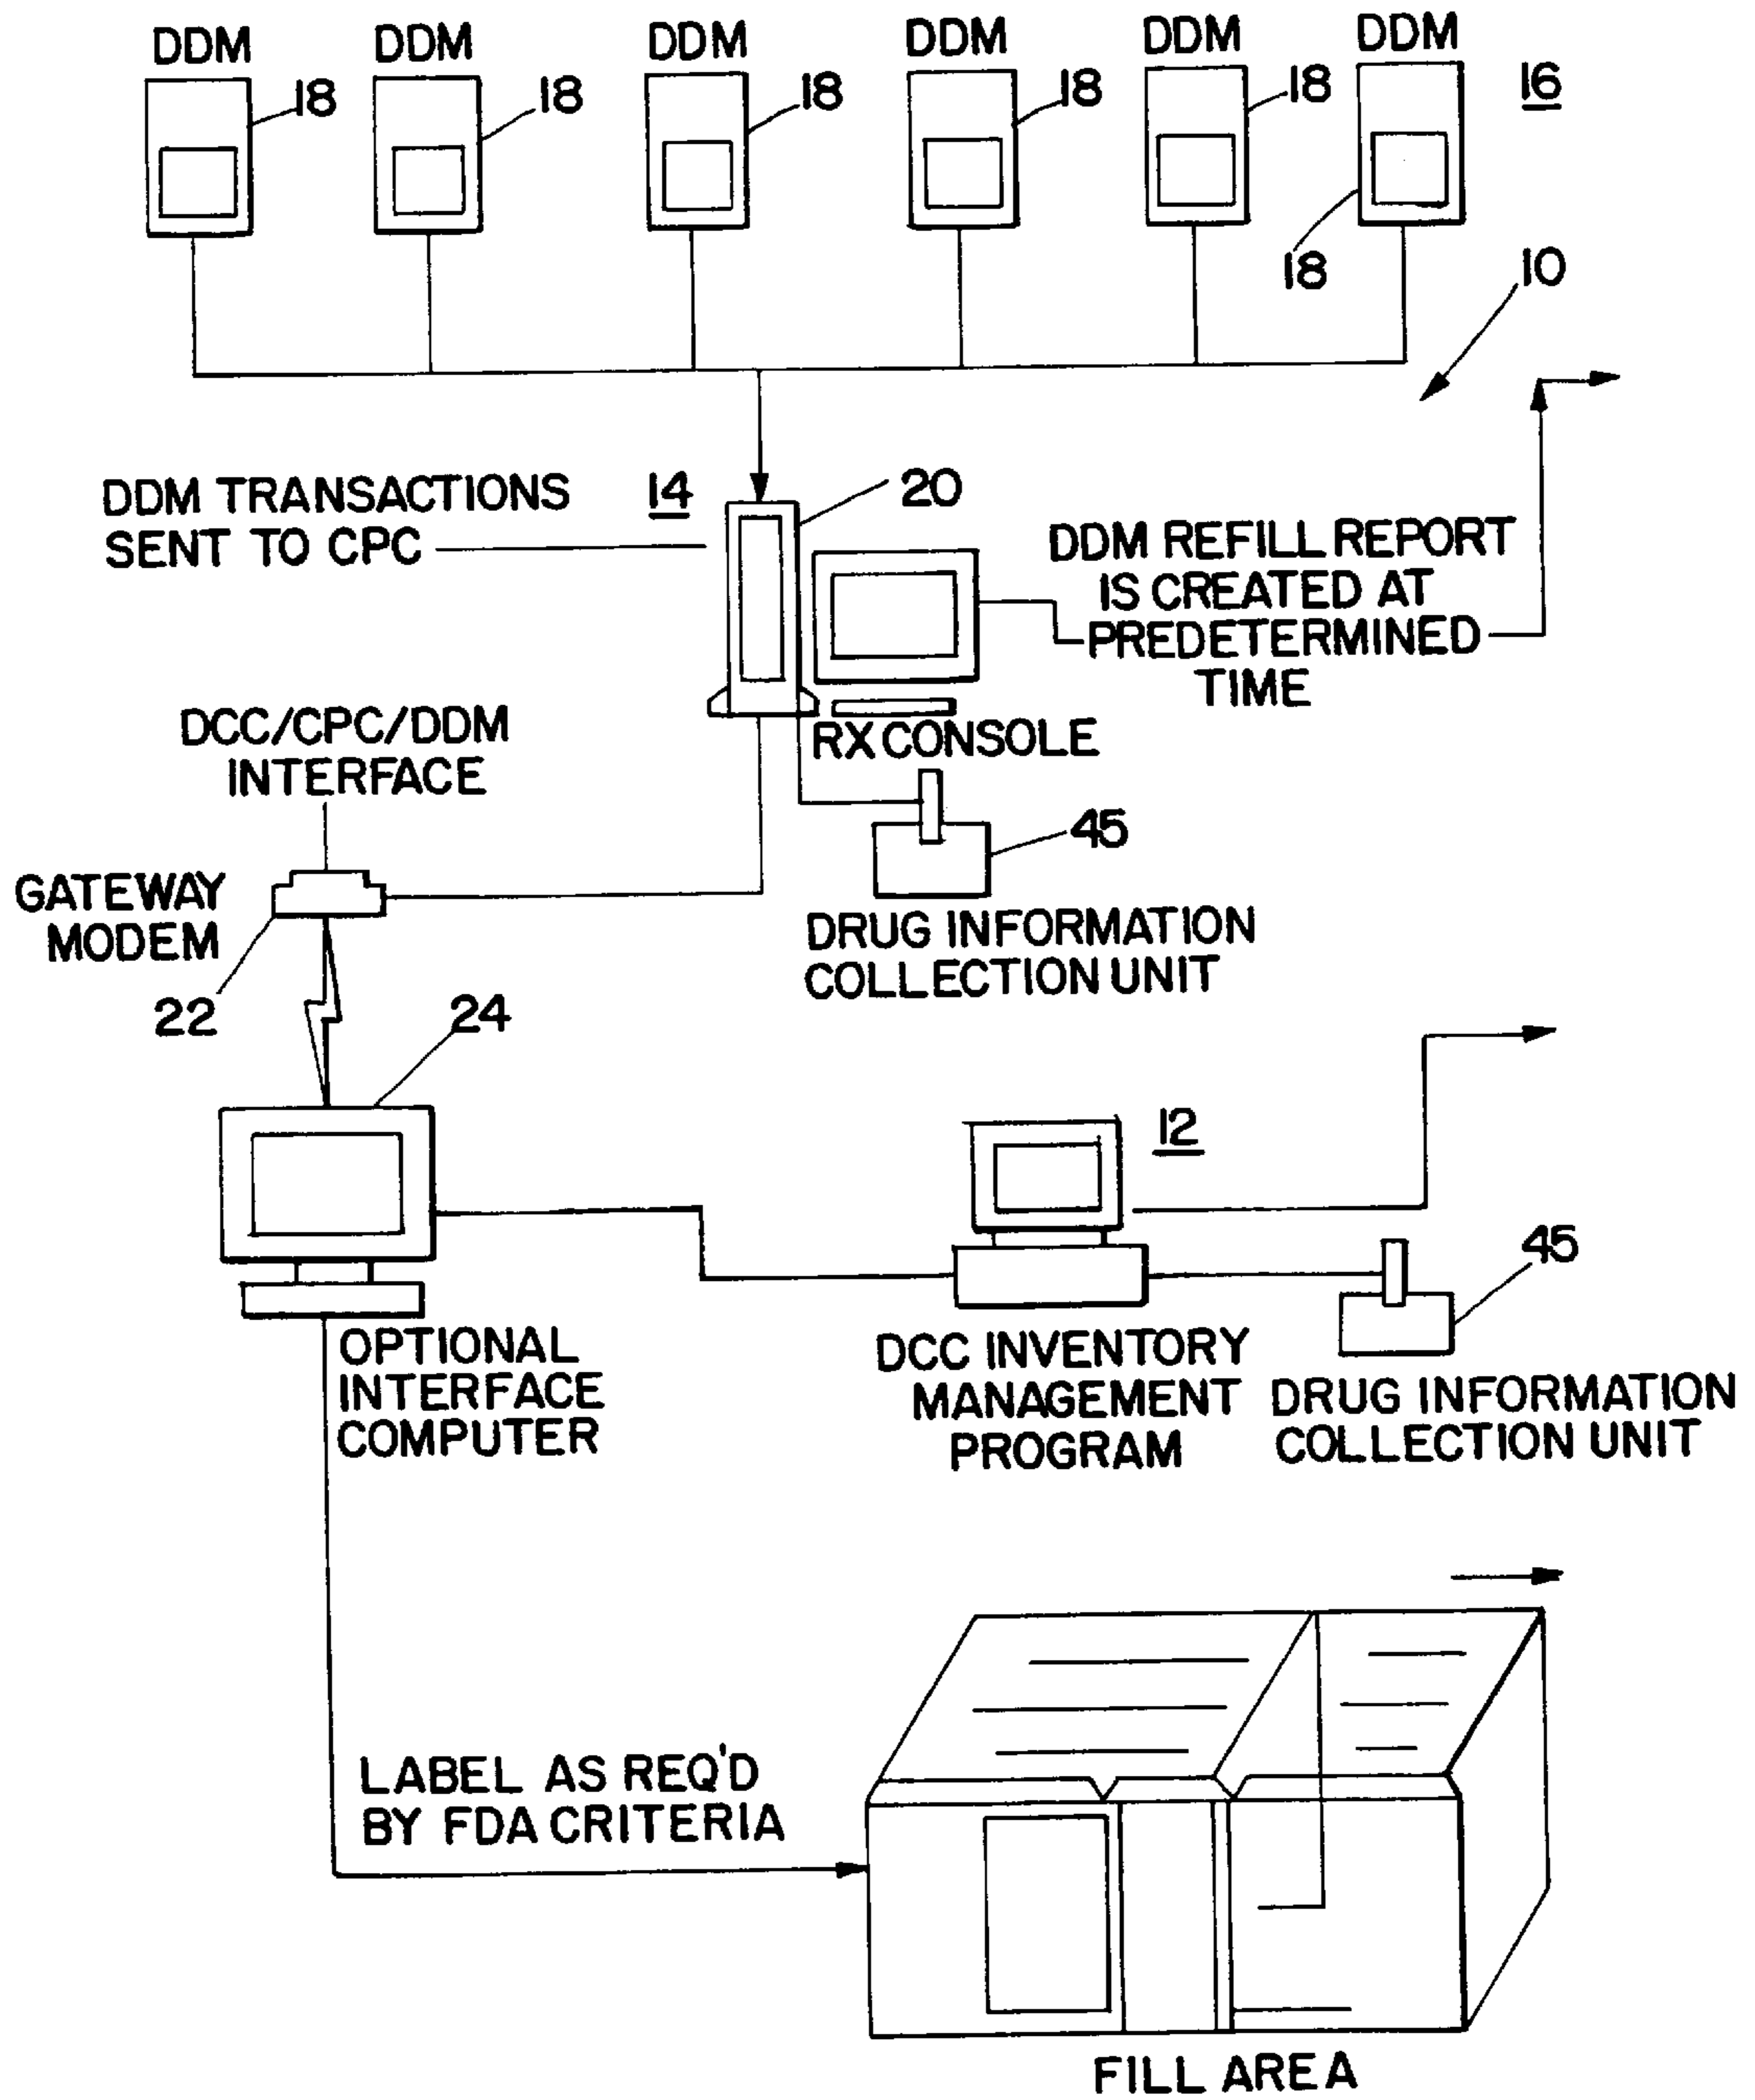 DDM DDM DDM DDM DDM DDM
18 18 18 18 18 16
18
10
DDM TRANSACTIONS
SENT TO CPC
14
20
DDM REFILL REPORT
IS CREATED AT
PREDETERMINED
TIME
RX CONSOLE
DCC/CPC/DDM
INTERFACE
45
GATEWAY
MODEM
DRUG INFORMATION
COLLECTION UNIT
22
24
12
45
OPTIONAL
INTERFACE
COMPUTER
DCC INVENTORY
MANAGEMENT
PROGRAM
DRUG INFORMATION
COLLECTION UNIT
LABEL AS REQ'D
BY FDA CRITERIA
FILL AREA